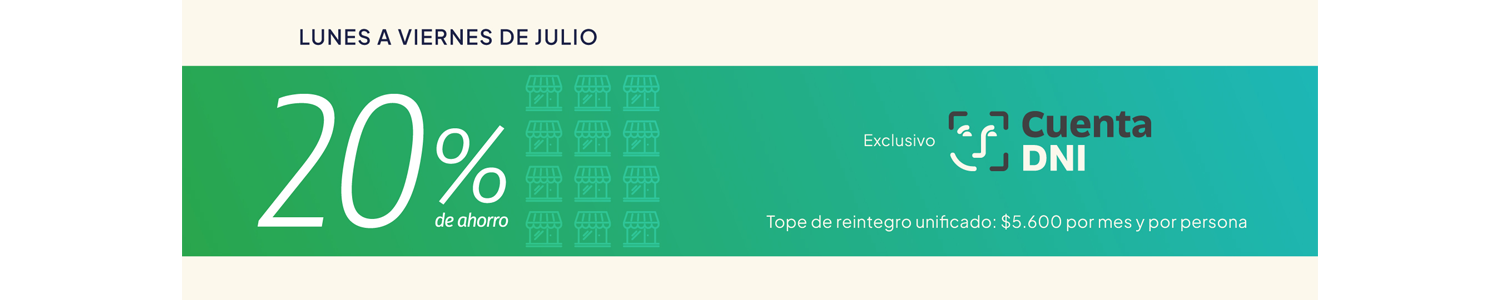 LUNES A VIERNES DE JULIO
20%
de ahorro
Exclusivo
Cuenta
DNI
Tope de reintegro unificado: $5.600 por mes y por persona